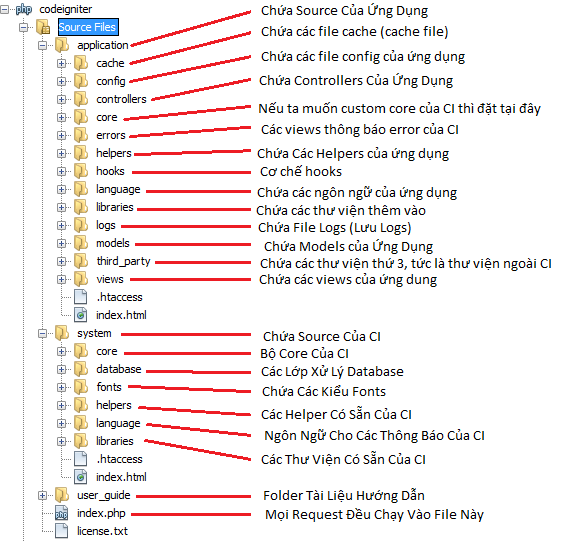 codeigniter
Source Files
application Chứa Source Của Ứng Dụng
cache Chứa các file cache (cache file)
config Chứa các file config của ứng dụng
controllers Chứa Controllers Của Ứng Dụng
core Nếu ta muốn custom core của CI thì đặt tại đây
errors Các views thông báo error của CI
helpers Chứa Các Helpers của ứng dụng
hooks Cơ chế hooks
language Chứa các ngôn ngữ của ứng dụng
libraries Chứa các thư viện thêm vào
logs Chứa File Logs (Lưu Logs)
models Chứa Models của Ứng Dụng
third_party Chứa các thư viện thứ 3, tức là thư viện ngoài CI
views Chứa các views của ứng dung
.htaccess
index.html
system Chứa Source Của CI
core Bộ Core Của CI
database Các Lớp Xử Lý Database
fonts Chứa Các Kiểu Fonts
helpers Các Helper Có Sẵn Của CI
language Ngôn Ngữ Cho Các Thông Báo Của CI
libraries Các Thư Viện Có Sẵn Của CI
.htaccess
index.html
user_guide Folder Tài Liệu Hướng Dẫn
index.php Mọi Request Đều Chạy Vào File Này
license.txt